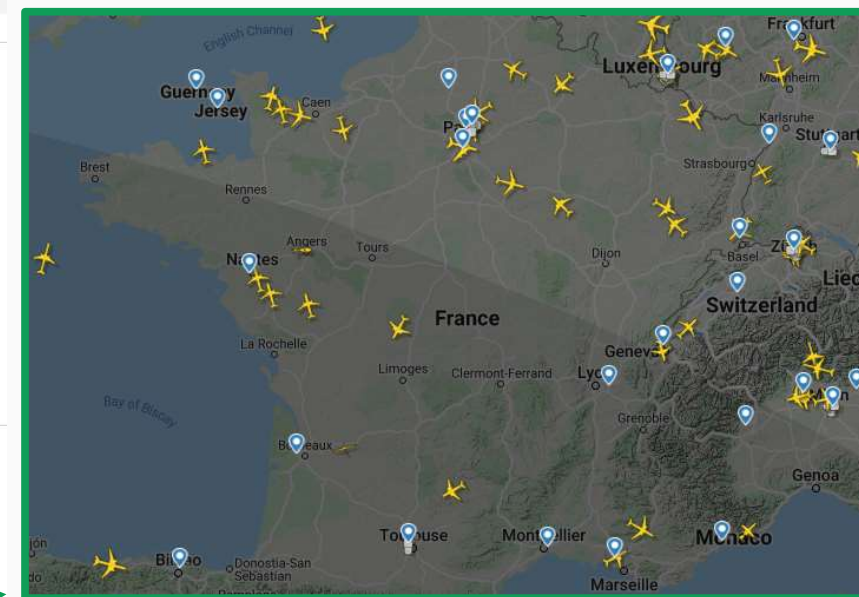 English Channel
Frankfurt
Luxembourg
Mannheim
Guernsey
Jersey
Caen
Karlsruhe
Stuttg
Strasbourg
Brest
Rennes
Angers
Tours
Dijon
Basel
Nantes
Liec
France
Switzerland
La Rochelle
Geneva
Limoges
Clermont-Ferrand
Grenoble
Bay of Biscay
Bordeaux
Genoa
Toulouse
Montpellier
Monaco
Bilbao
Donostia-San
Sebastian
Marseille